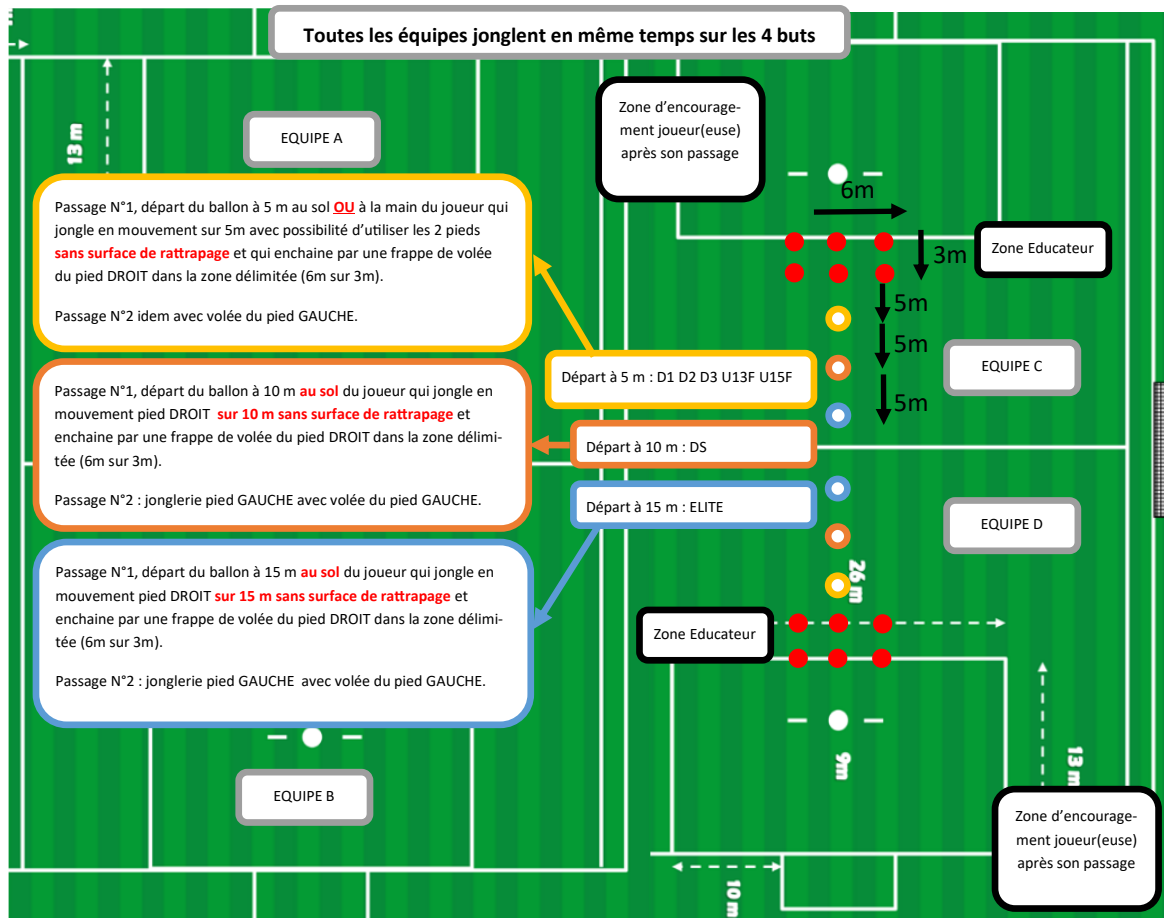 Toutes les équipes jonglent en même temps sur les 4 buts
Zone d’encourage-
ment joueur(euse)
après son passage
13 m
EQUIPE A
Passage N°1, départ du ballon à 5 m au sol OU à la main du joueur qui
jongle en mouvement sur 5m avec possibilité d’utiliser les 2 pieds
sans surface de rattrapage et qui enchaine par une frappe de volée
du pied DROIT dans la zone délimitée (6m sur 3m).
Passage N°2 idem avec volée du pied GAUCHE.
6m
Zone Educateur
3m
5m
5m
5m
EQUIPE C
Départ à 5 m : D1 D2 D3 U13F U15F
Passage N°1, départ du ballon à 10 m au sol du joueur qui jongle en
mouvement pied DROIT sur 10 m sans surface de rattrapage et
enchaine par une frappe de volée du pied DROIT dans la zone délimi-
tée (6m sur 3m).
Passage N°2 : jonglerie pied GAUCHE avec volée du pied GAUCHE.
Départ à 10 m : DS
Départ à 15 m : ELITE
EQUIPE D
Passage N°1, départ du ballon à 15 m au sol du joueur qui jongle en
mouvement pied DROIT sur 15 m sans surface de rattrapage et
enchaine par une frappe de volée du pied DROIT dans la zone délimi-
tée (6m sur 3m).
Passage N°2 : jonglerie pied GAUCHE avec volée du pied GAUCHE.
26 m
Zone Educateur
9m
13 m
EQUIPE B
Zone d’encourage-
ment joueur(euse)
après son passage
10 m